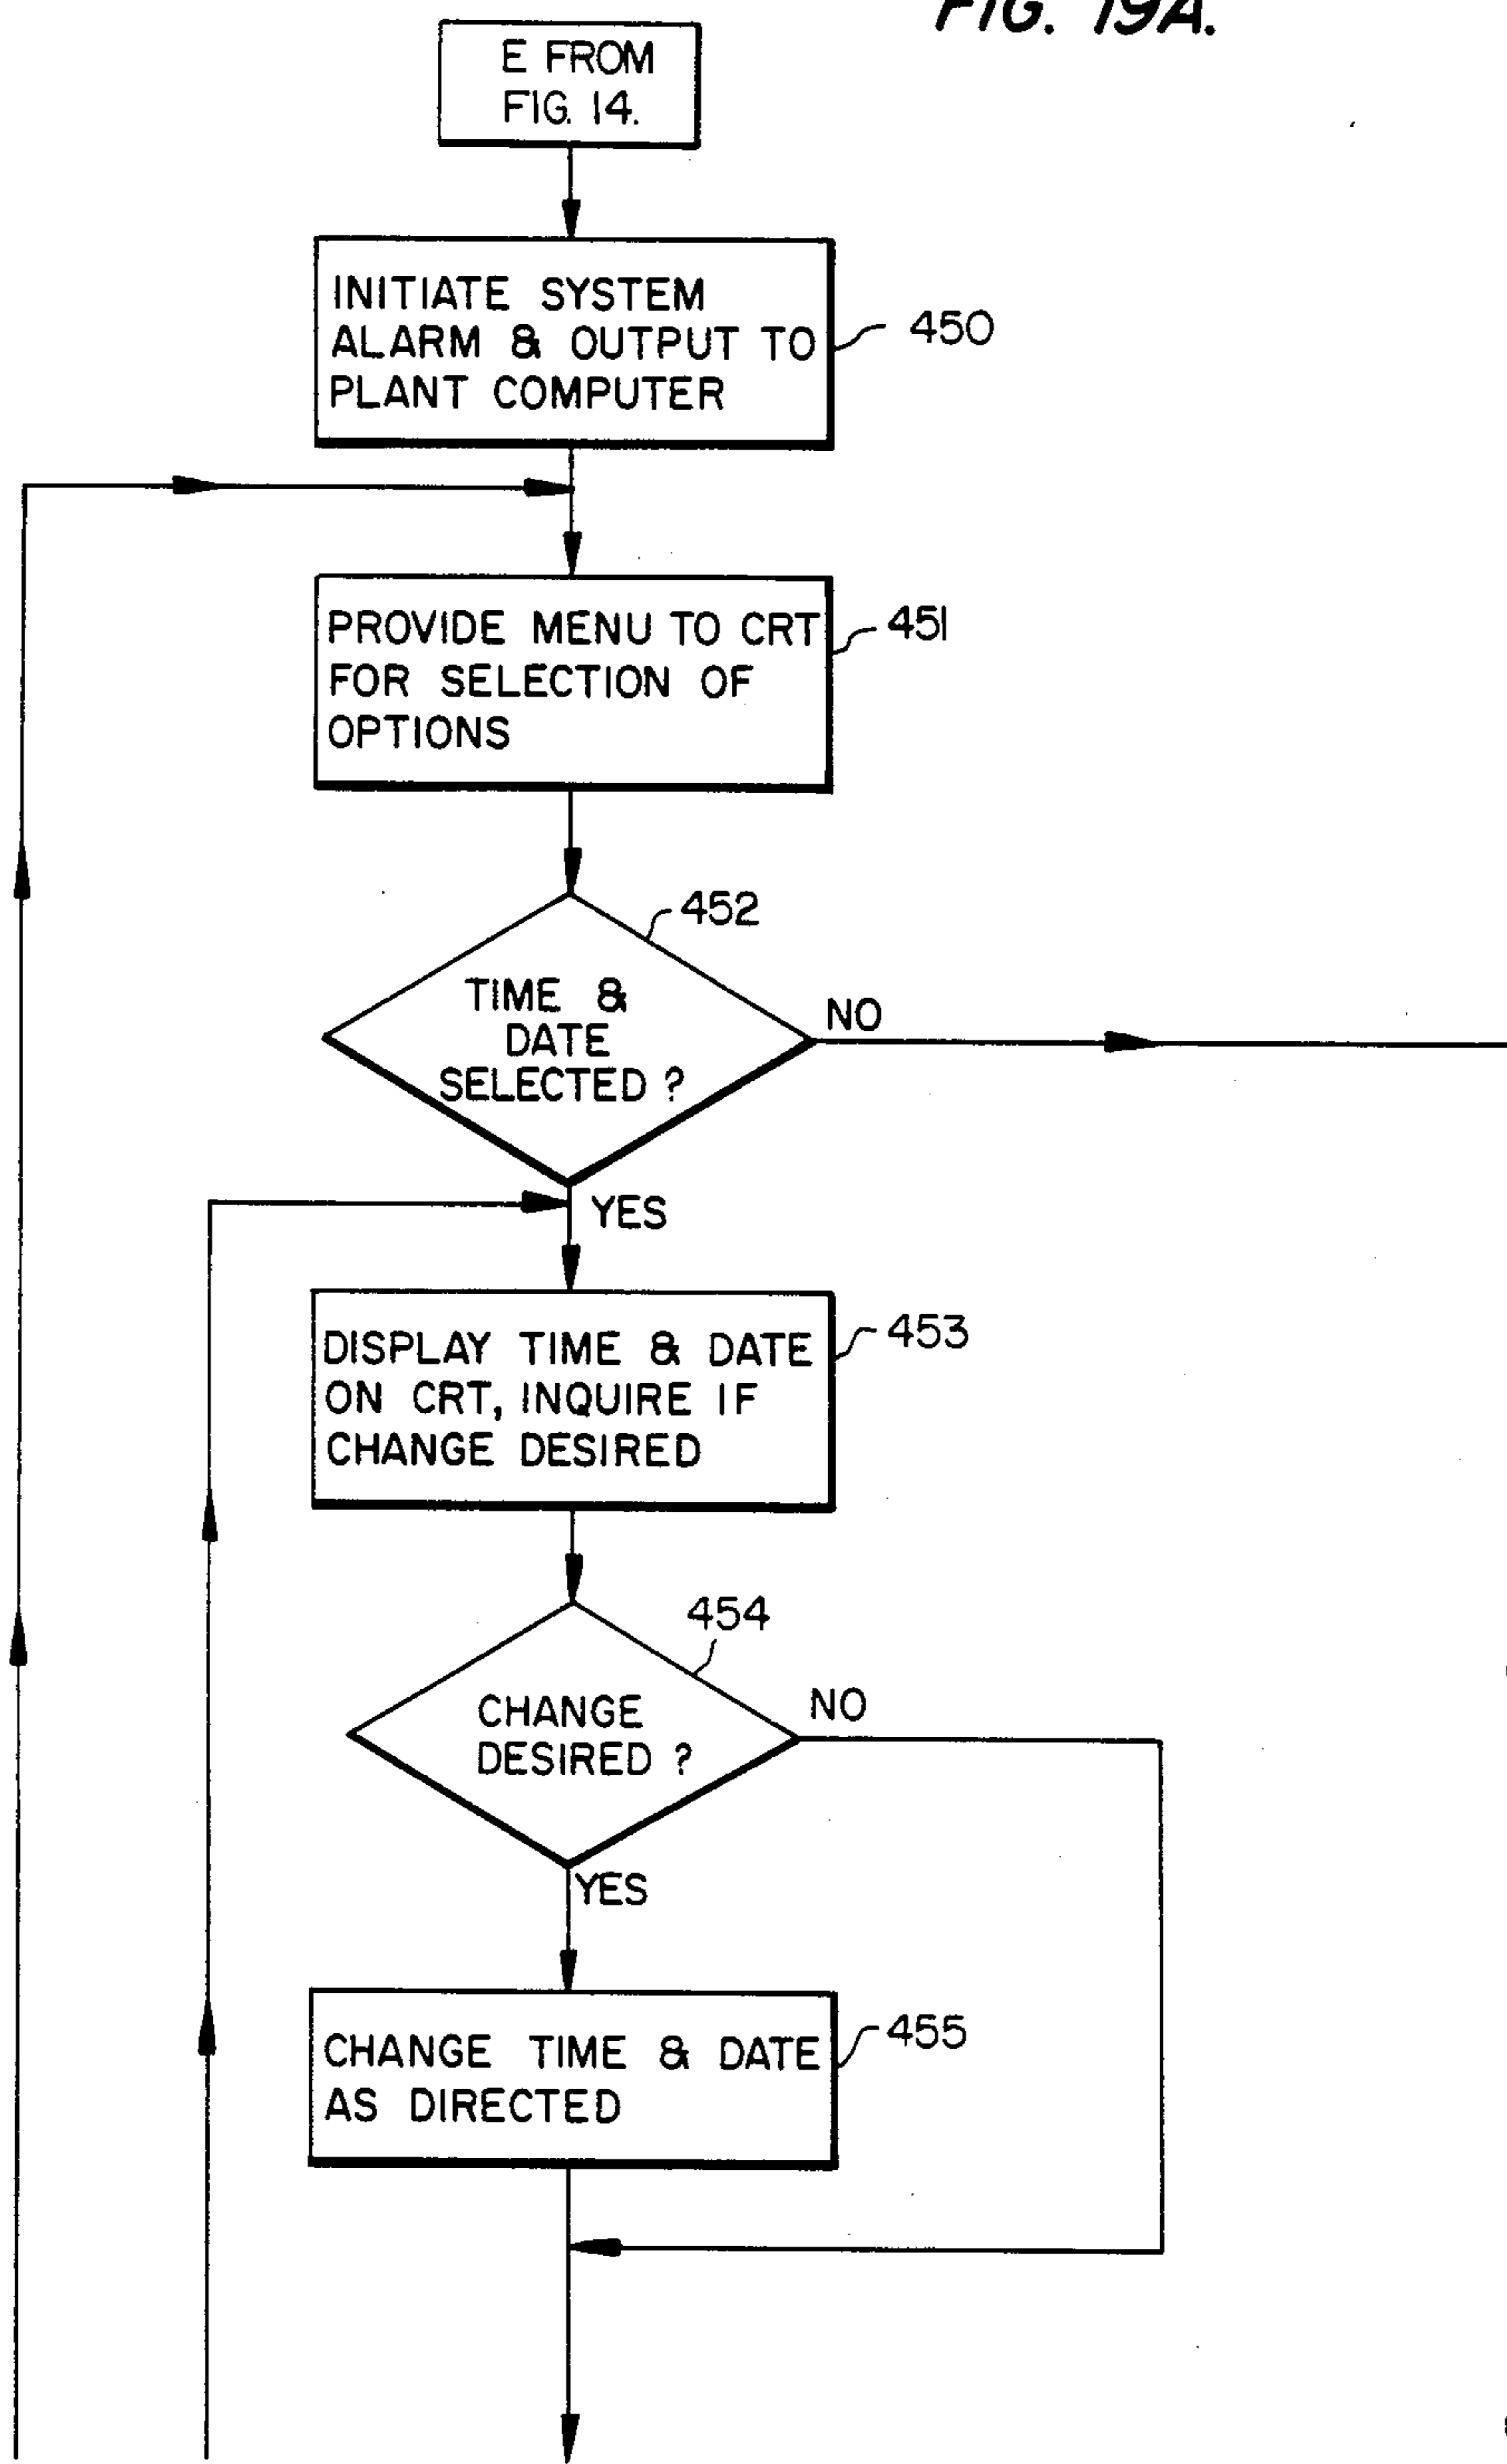 FIG. 19A.
E FROM
FIG. 14.
INITIATE SYSTEM
ALARM & OUTPUT TO
PLANT COMPUTER
450
PROVIDE MENU TO CRT
FOR SELECTION OF
OPTIONS
451
452
TIME &
DATE
SELECTED ?
NO
YES
DISPLAY TIME & DATE
ON CRT, INQUIRE IF
CHANGE DESIRED
453
454
CHANGE
DESIRED ?
NO
YES
CHANGE TIME & DATE
AS DIRECTED
455